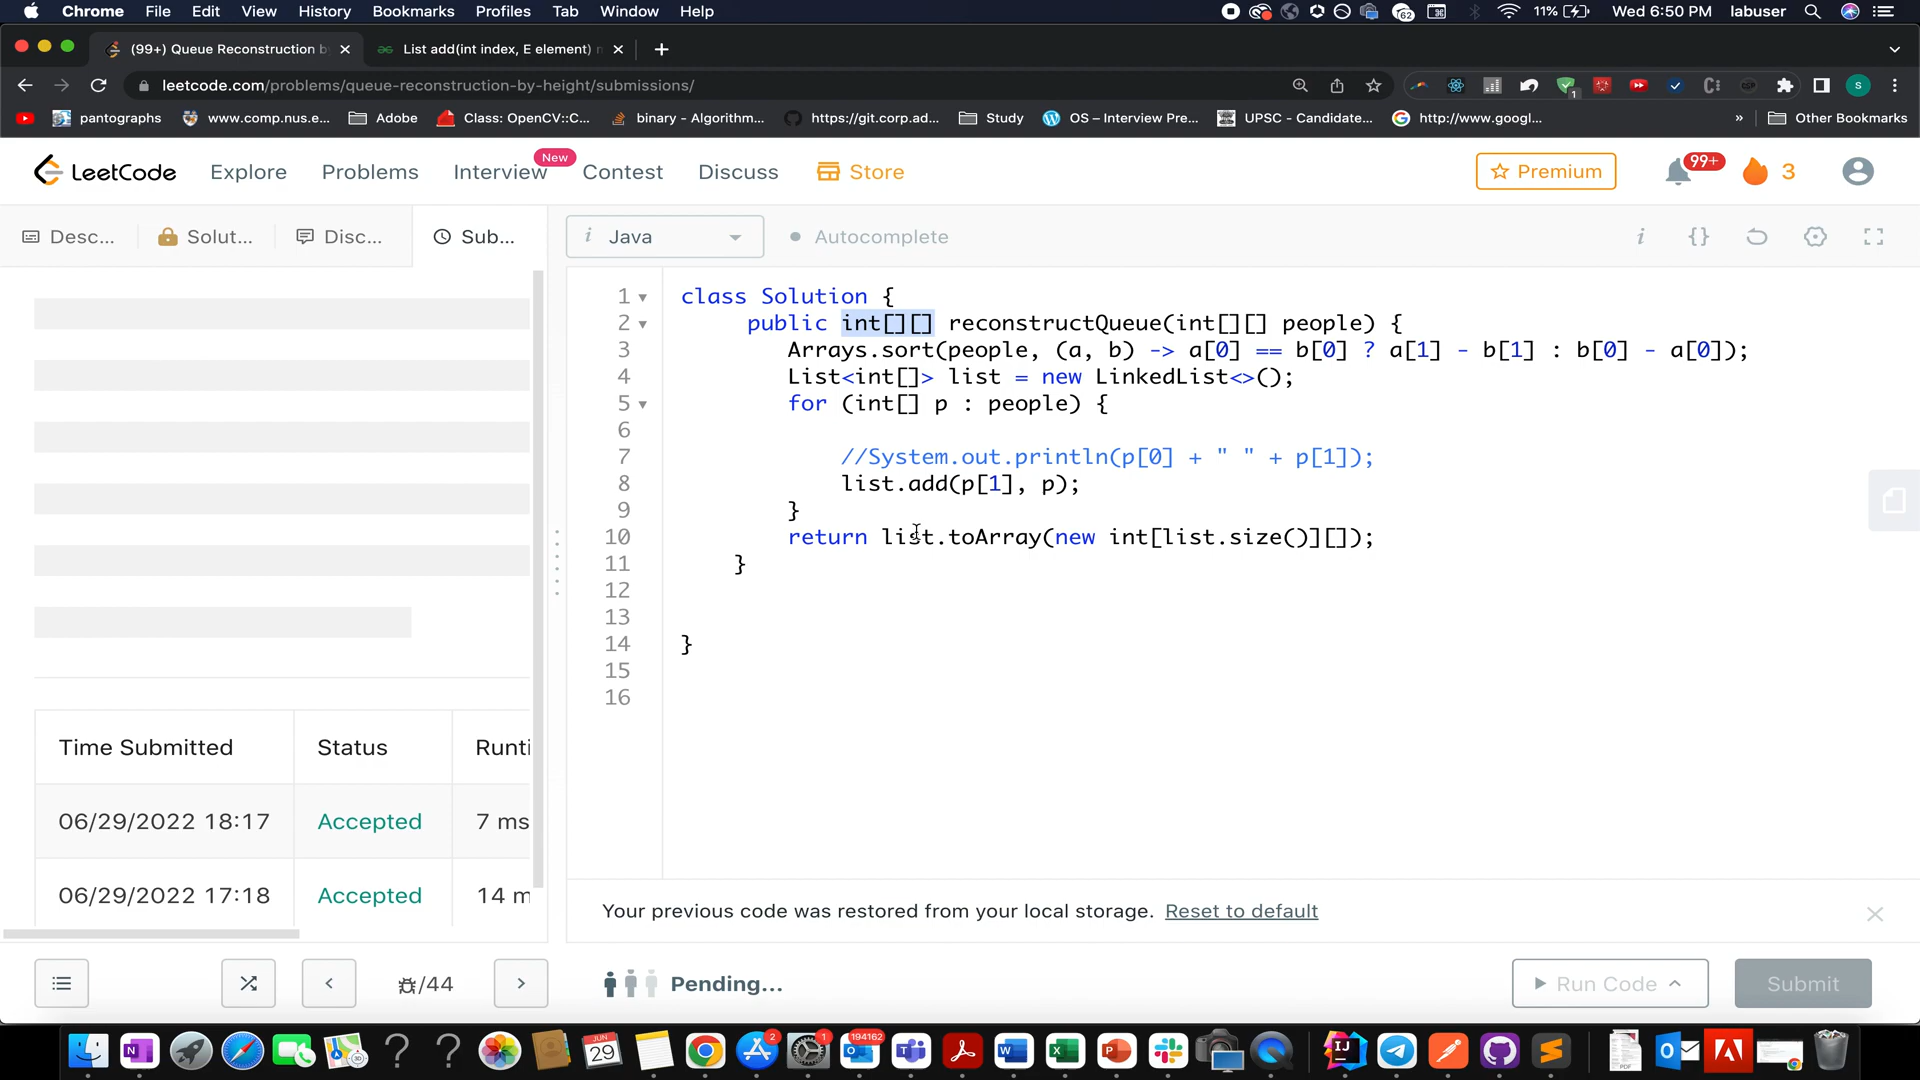 Chrome File Edit View History Bookmarks Profiles Tab Window Help 62 11% Wed 6:50 PM labuser
(99+) Queue Reconstruction by List add(int index, E element)
leetcode.com/problems/queue-reconstruction-by-height/submissions/ 1 S
pantographs www.comp.nus.e... Adobe Class: OpenCV::C... binary - Algorithm... https://git.corp.ad... Study OS – Interview Pre... UPSC - Candidate... http://www.googl... » Other Bookmarks
LeetCode Explore Problems Interview New Contest Discuss Store Premium 99+ 3
Desc... Solut... Disc... Sub... i Java Autocomplete i {}
1 class Solution {
2 public int[][] reconstructQueue(int[][] people) {
3 Arrays.sort(people, (a, b) -> a[0] == b[0] ? a[1] - b[1] : b[0] - a[0]);
4 List<int[]> list = new LinkedList<>();
5 for (int[] p : people) {
6
7 //System.out.println(p[0] + " " + p[1]);
8 list.add(p[1], p);
9 }
10 return list.toArray(new int[list.size()][]);
11 }
12
13
14 }
15
16
Time Submitted Status Runti
06/29/2022 18:17 Accepted 7 ms
06/29/2022 17:18 Accepted 14 m
Your previous code was restored from your local storage. Reset to default
/44 Pending... Run Code Submit
JUN 29 2 1 194162